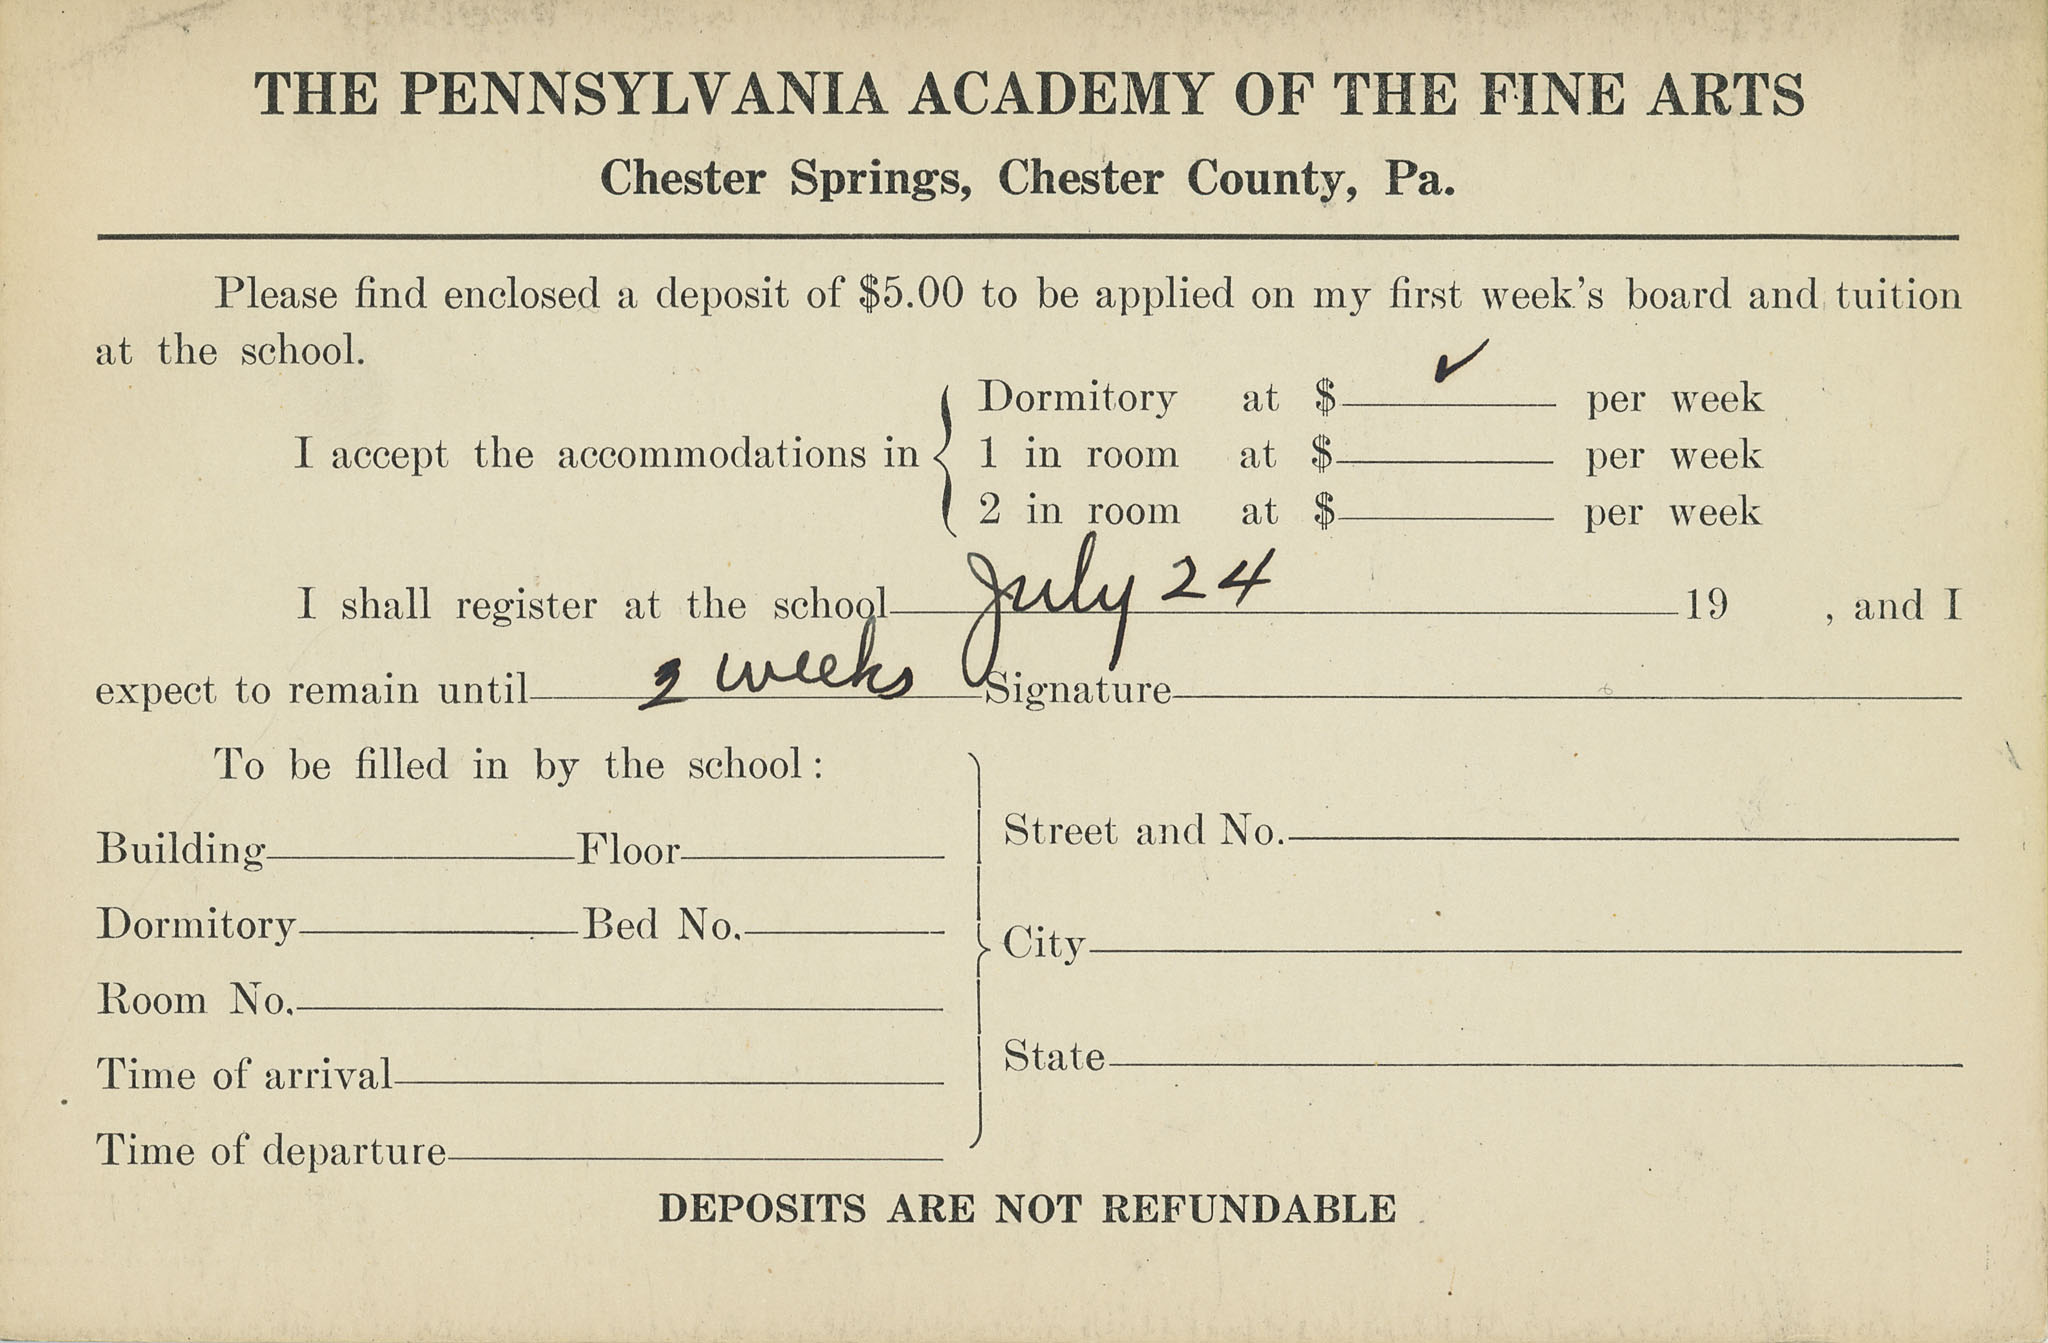 THE PENNSYLVANIA ACADEMY OF THE FINE ARTS
Chester Springs, Chester County, Pa.
Please find enclosed a deposit of $5.00 to be applied on my first week's board and tuition
at the school.
I accept the accommodations in
Dormitory at $ ✓ per week
1 in room at $ per week
2 in room at $ per week
I shall register at the school July 24 19 , and I
expect to remain until 2 weeks Signature
To be filled in by the school:
Building Floor
Dormitory Bed No.
Room No.
Time of arrival
Time of departure
Street and No.
City
State
DEPOSITS ARE NOT REFUNDABLE